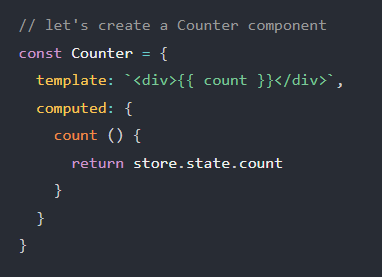 // let's create a Counter component
const Counter = {
  template: `<div>{{ count }}</div>`,
  computed: {
    count () {
      return store.state.count
    }
  }
}